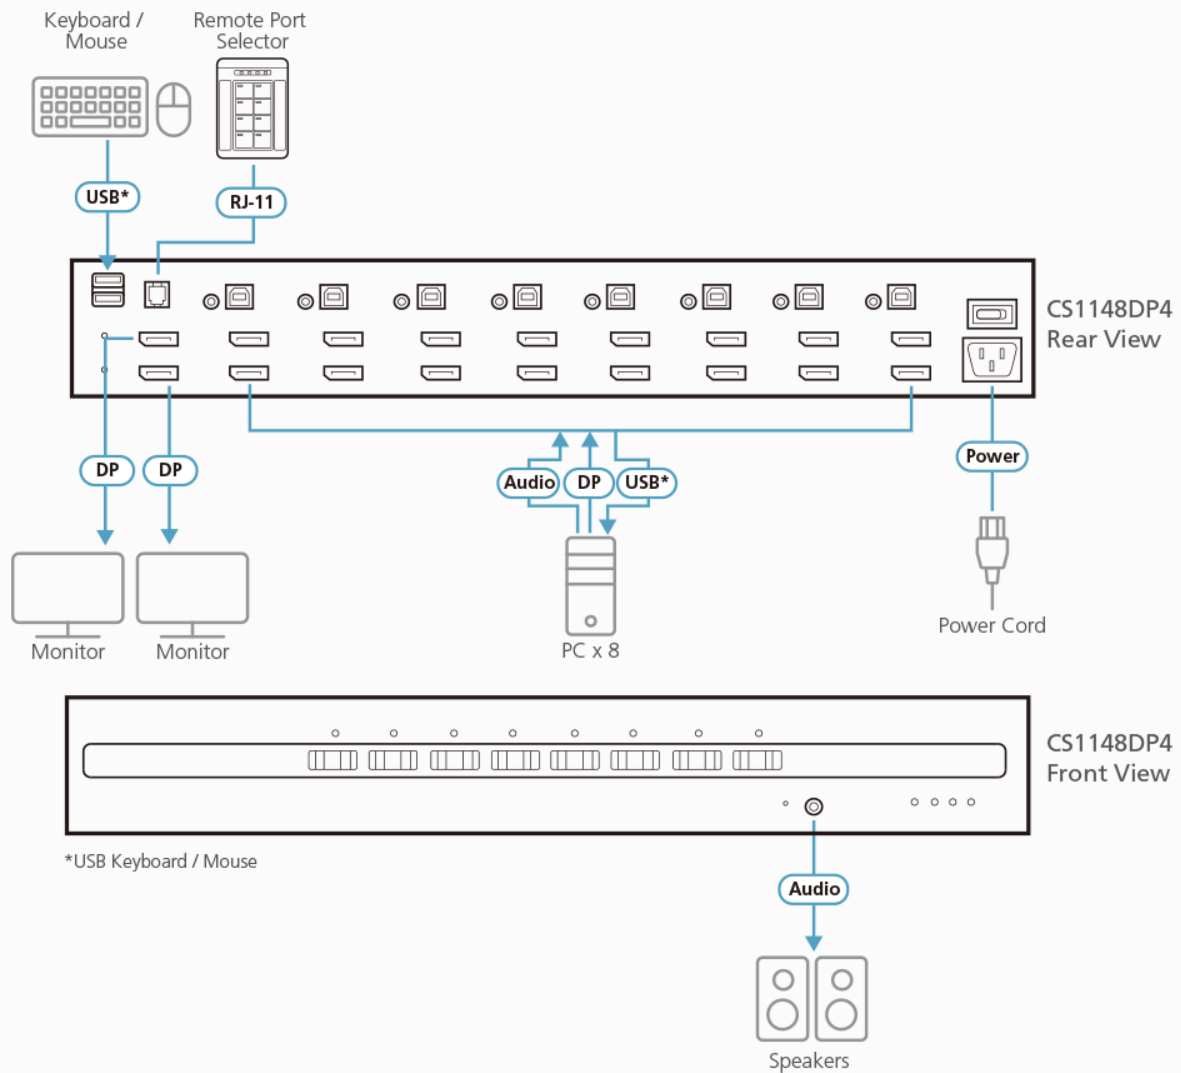 Keyboard /
Mouse
Remote Port
Selector
USB*
RJ-11
CS1148DP4
Rear View
DP
DP
Audio
DP
USB*
Power
Monitor
Monitor
PC x 8
Power Cord
CS1148DP4
Front View
*USB Keyboard / Mouse
Audio
Speakers